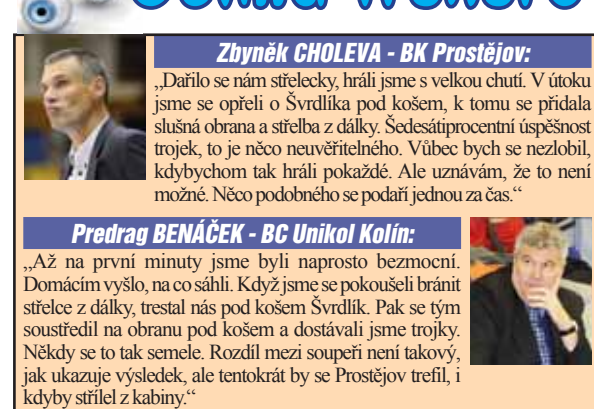 Zbyněk CHOLEVA - BK Prostějov:
„Dařilo se nám střelecky, hráli jsme s velkou chutí. V útoku
jsme se opřeli o Švrdlíka pod košem, k tomu se přidala
slušná obrana a střelba z dálky. Šedesátiprocentní úspěšnost
trojek, to je něco neuvěřitelného. Vůbec bych se nezlobil,
kdybychom tak hráli pokaždé. Ale uznávám, že to není
možné. Něco podobného se podaří jednou za čas.“
Predrag BENÁČEK - BC Unikol Kolín:
„Až na první minuty jsme byli naprosto bezmocní.
Domácím vyšlo, na co sáhli. Když jsme se pokoušeli bránit
střelce z dálky, trestal nás pod košem Švrdlík. Pak se tým
soustředil na obranu pod košem a dostávali jsme trojky.
Někdy se to tak semele. Rozdíl mezi soupeři není takový,
jak ukazuje výsledek, ale tentokrát by se Prostějov trefil, i
kdyby střílel z kabiny.“